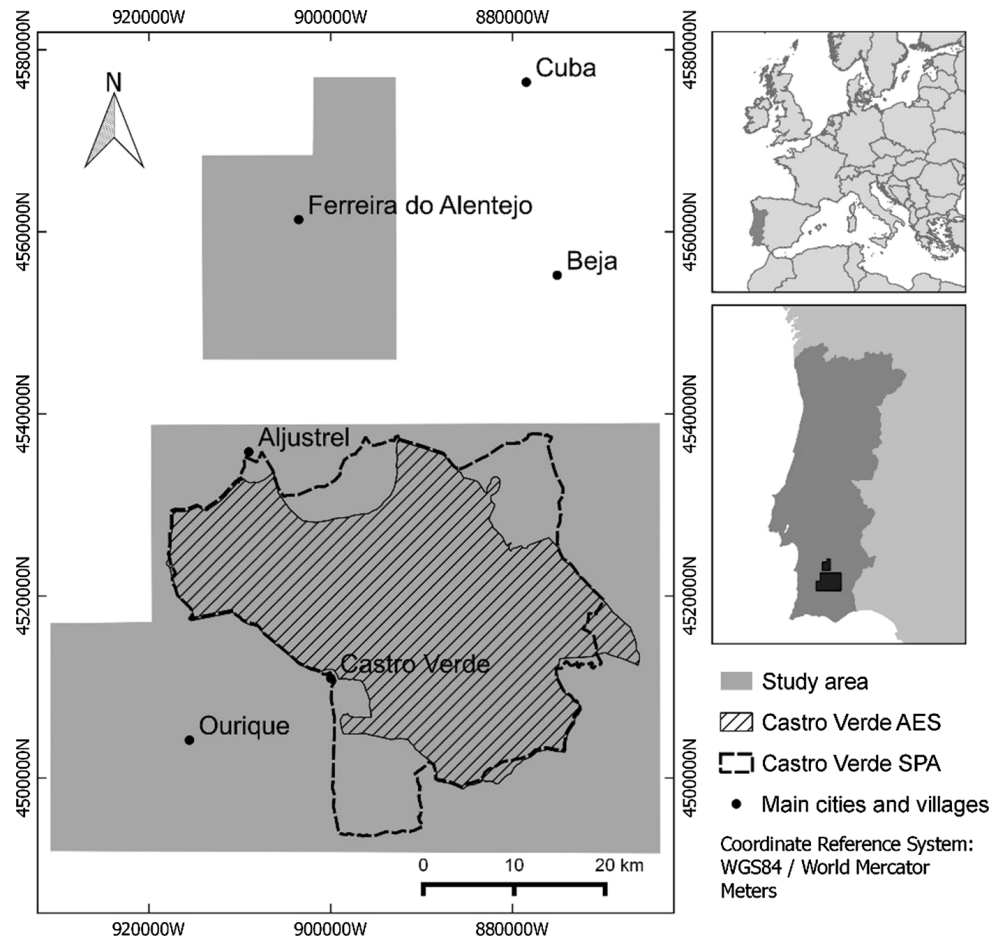 920000W 900000W 880000W
4580000N
4580000N
N
Cuba
Ferreira do Alentejo
4560000N
4560000N
Beja
4540000N
4540000N
Aljustrel
4520000N
4520000N
Castro Verde
Ourique
4500000N
4500000N
0 10 20 km
920000W 900000W 880000W
Study area
Castro Verde AES
Castro Verde SPA
Main cities and villages
Coordinate Reference System:
WGS84 / World Mercator
Meters